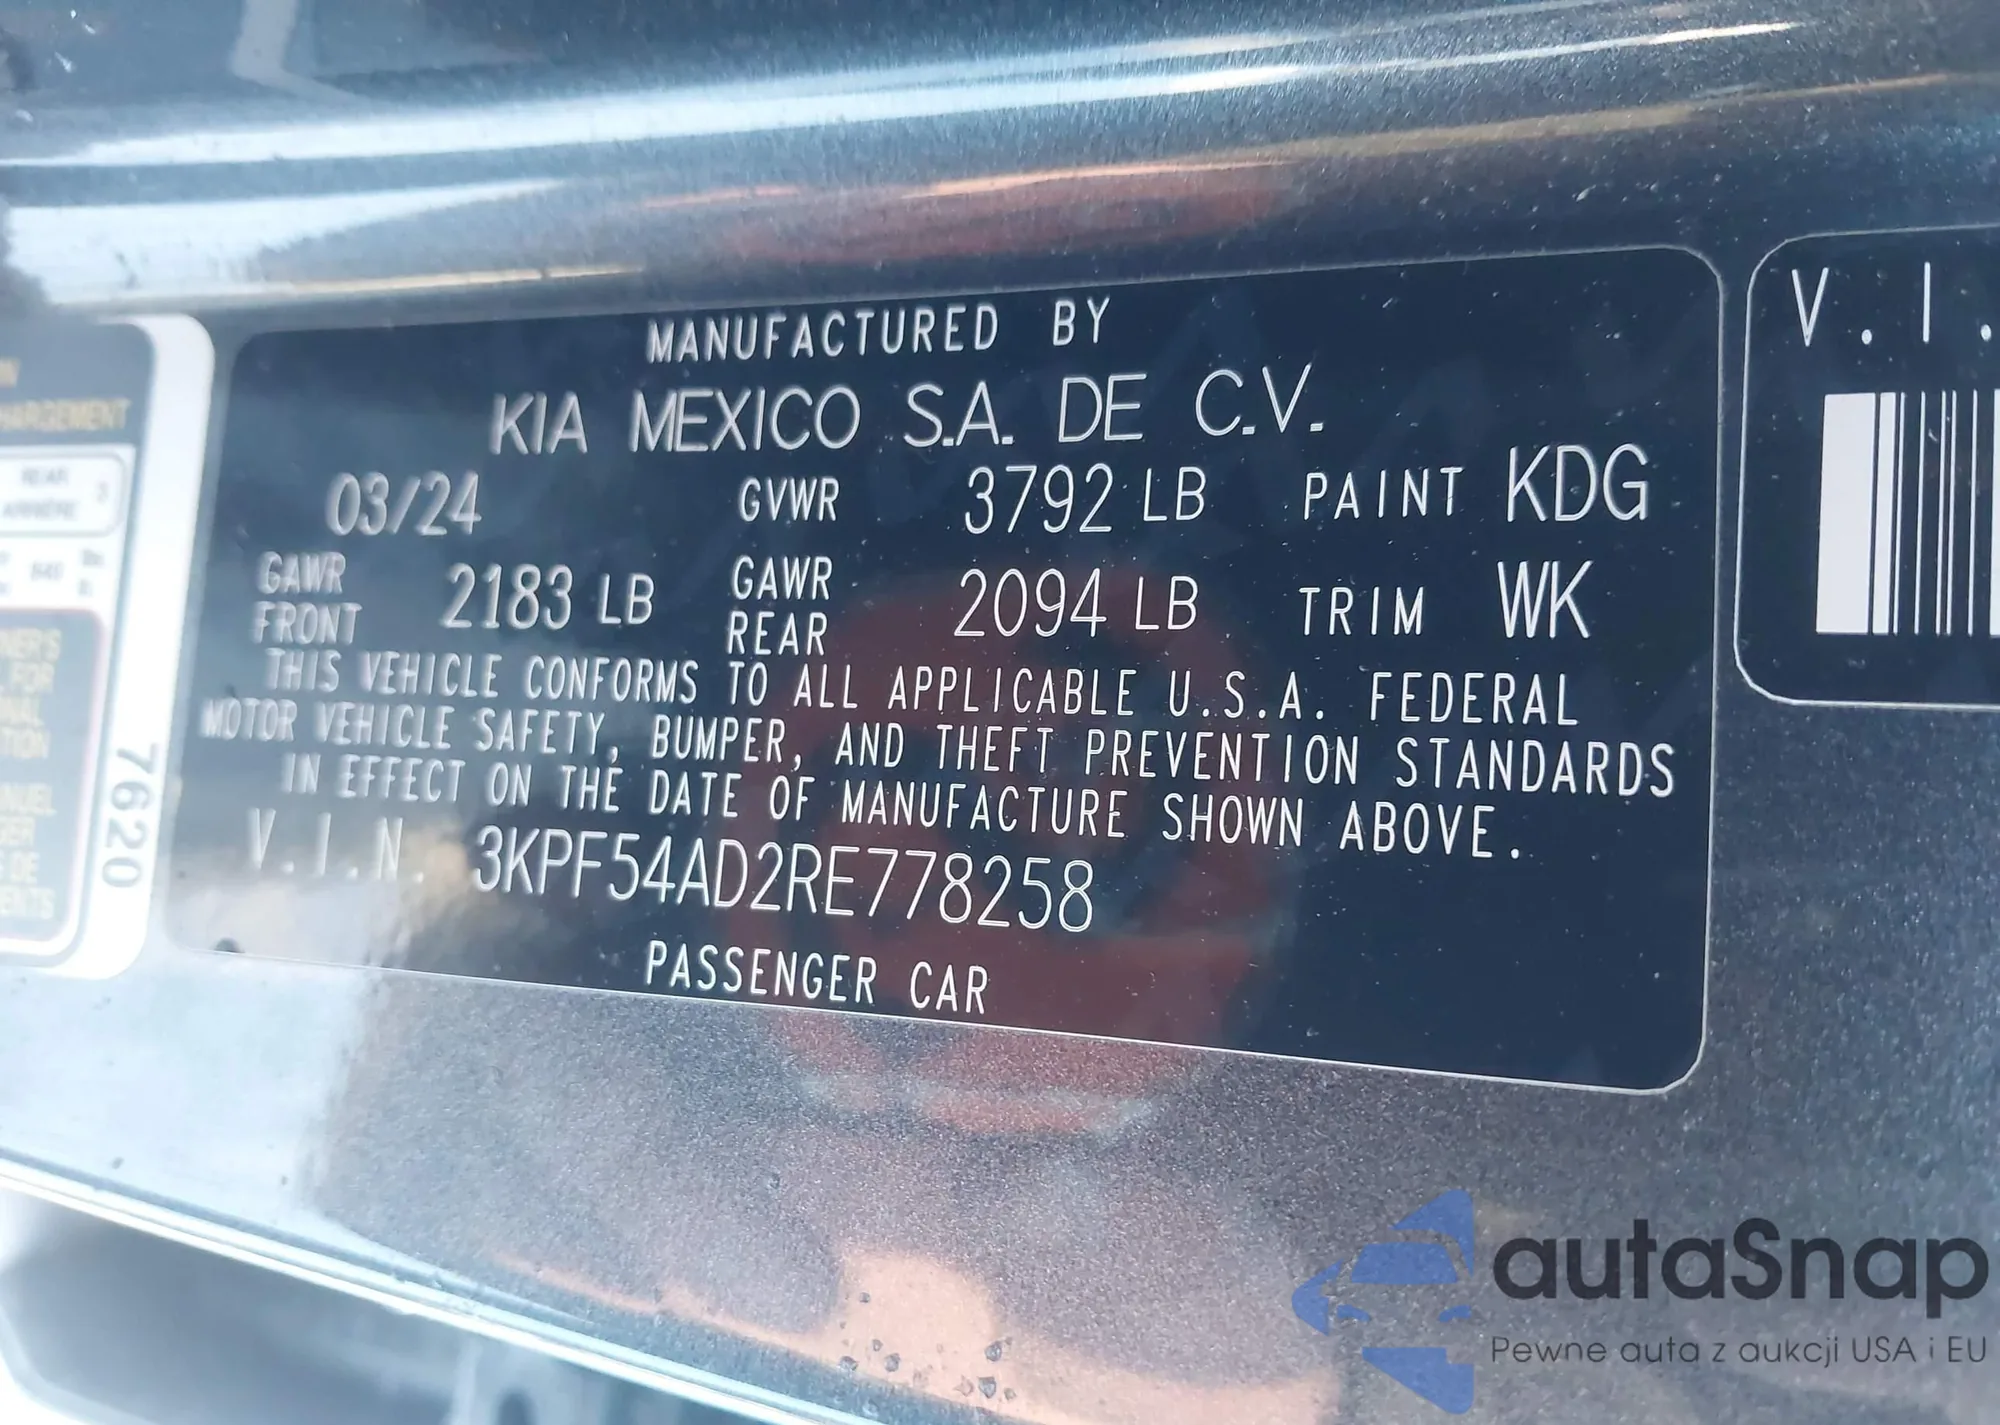 MANUFACTURED BY
KIA MEXICO S.A. DE C.V.
03/24 GVWR 3792 LB PAINT KDG
GAWR FRONT 2183 LB GAWR REAR 2094 LB TRIM WK
THIS VEHICLE CONFORMS TO ALL APPLICABLE U.S.A. FEDERAL
MOTOR VEHICLE SAFETY, BUMPER, AND THEFT PREVENTION STANDARDS
IN EFFECT ON THE DATE OF MANUFACTURE SHOWN ABOVE.
V.I.N. 3KPF54AD2RE778258
PASSENGER CAR
V.I.
REAR
ARRIÈRE
7620
autaSnap
Pewne auta z aukcji USA i EU